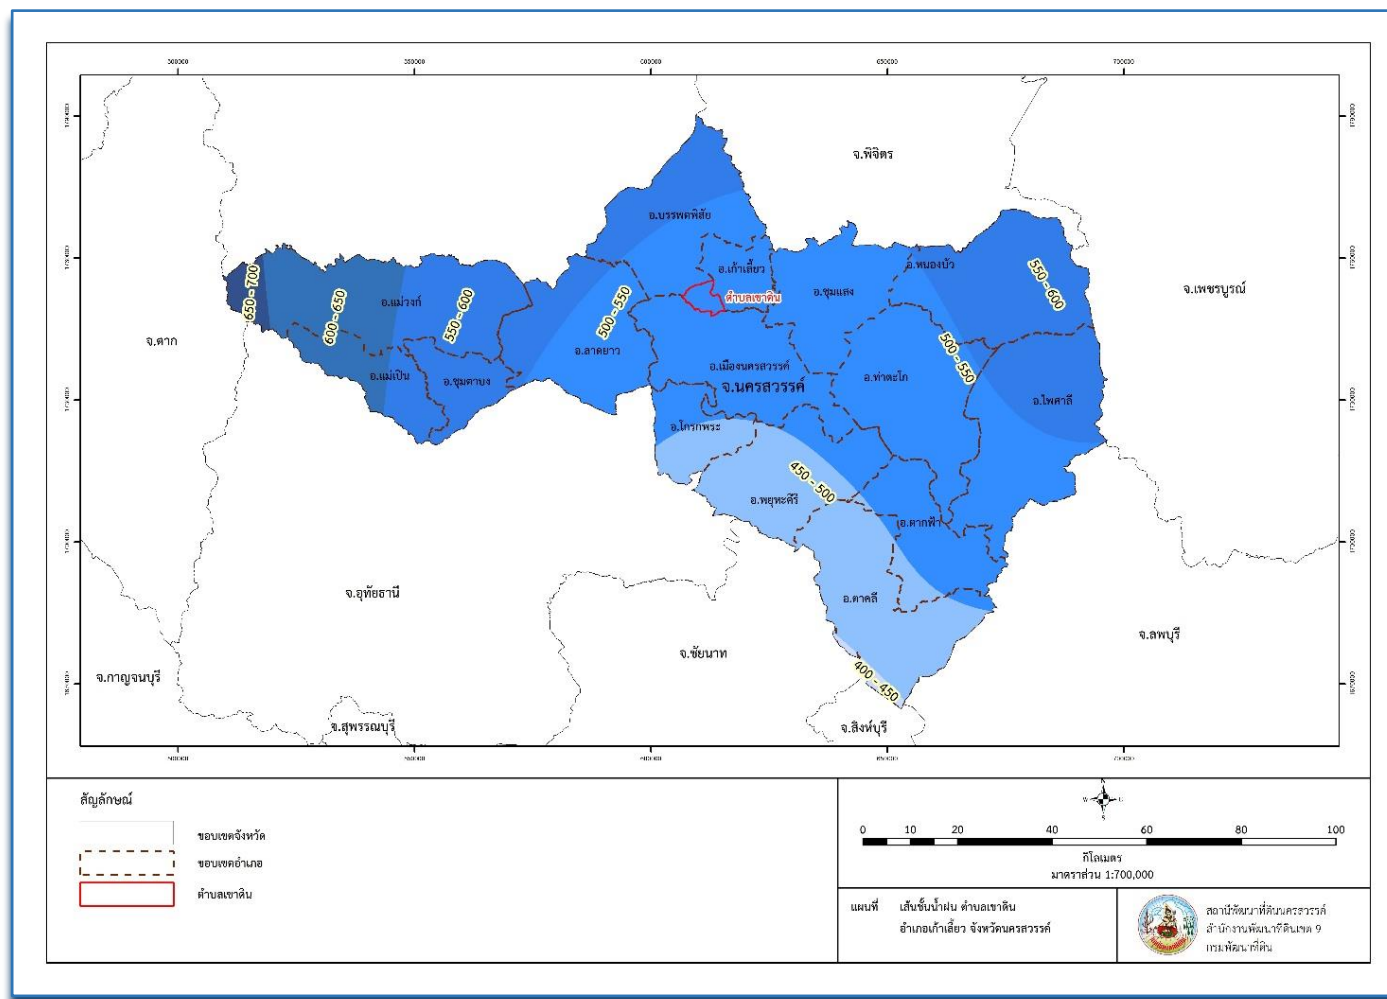 500000 550000 600000 650000 700000
จ.พิจิตร
อ.บรรพตพิสัย
อ.เก้าเลี้ยว
อ.หนองบัว
550 - 600
650 - 700
600 - 650
อ.แม่วงก์
550 - 600
500 - 550
ตำบลเขาดิน
อ.ชุมแสง
จ.เพชรบูรณ์
จ.ตาก
อ.ลาดยาว
500 - 550
อ.แม่เปิน
อ.ชุมตาบง
อ.เมืองนครสวรรค์
อ.ท่าตะโก
จ.นครสวรรค์
อ.ไพศาลี
อ.โกรกพระ
450 - 500
อ.พยุหะคีรี
อ.ตากฟ้า
จ.อุทัยธานี
อ.ตาคลี
จ.ลพบุรี
จ.ชัยนาท
จ.กาญจนบุรี
400 - 450
จ.สุพรรณบุรี
จ.สิงห์บุรี
สัญลักษณ์
ขอบเขตจังหวัด
ขอบเขตอำเภอ
ตำบลเขาดิน
N
W
S
0 10 20 40 60 80 100
กิโลเมตร
มาตราส่วน 1:700,000
แผนที่ เส้นชั้นน้ำฝน ตำบลเขาดิน
อำเภอเก้าเลี้ยว จังหวัดนครสวรรค์
สถานีพัฒนาที่ดินนครสวรรค์
สำนักงานพัฒนาที่ดินเขต 9
กรมพัฒนาที่ดิน